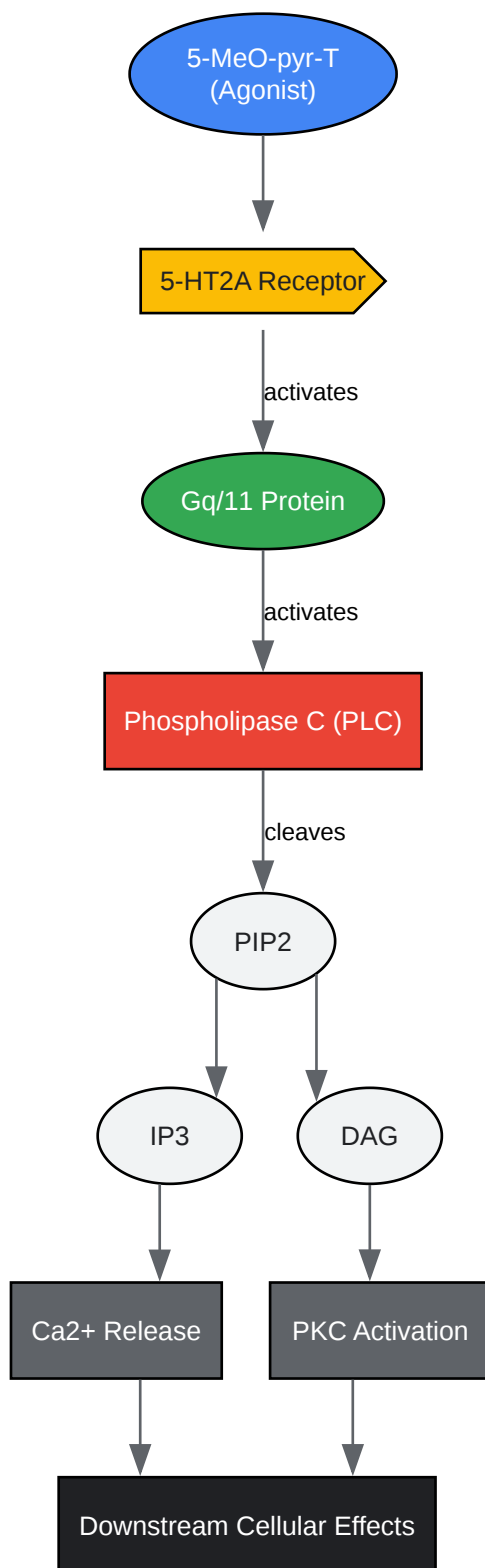 5-MeO-pyr-T
(Agonist)
5-HT2A Receptor
activates
Gq/11 Protein
activates
Phospholipase C (PLC)
cleaves
PIP2
IP3
DAG
Ca2+ Release
PKC Activation
Downstream Cellular Effects